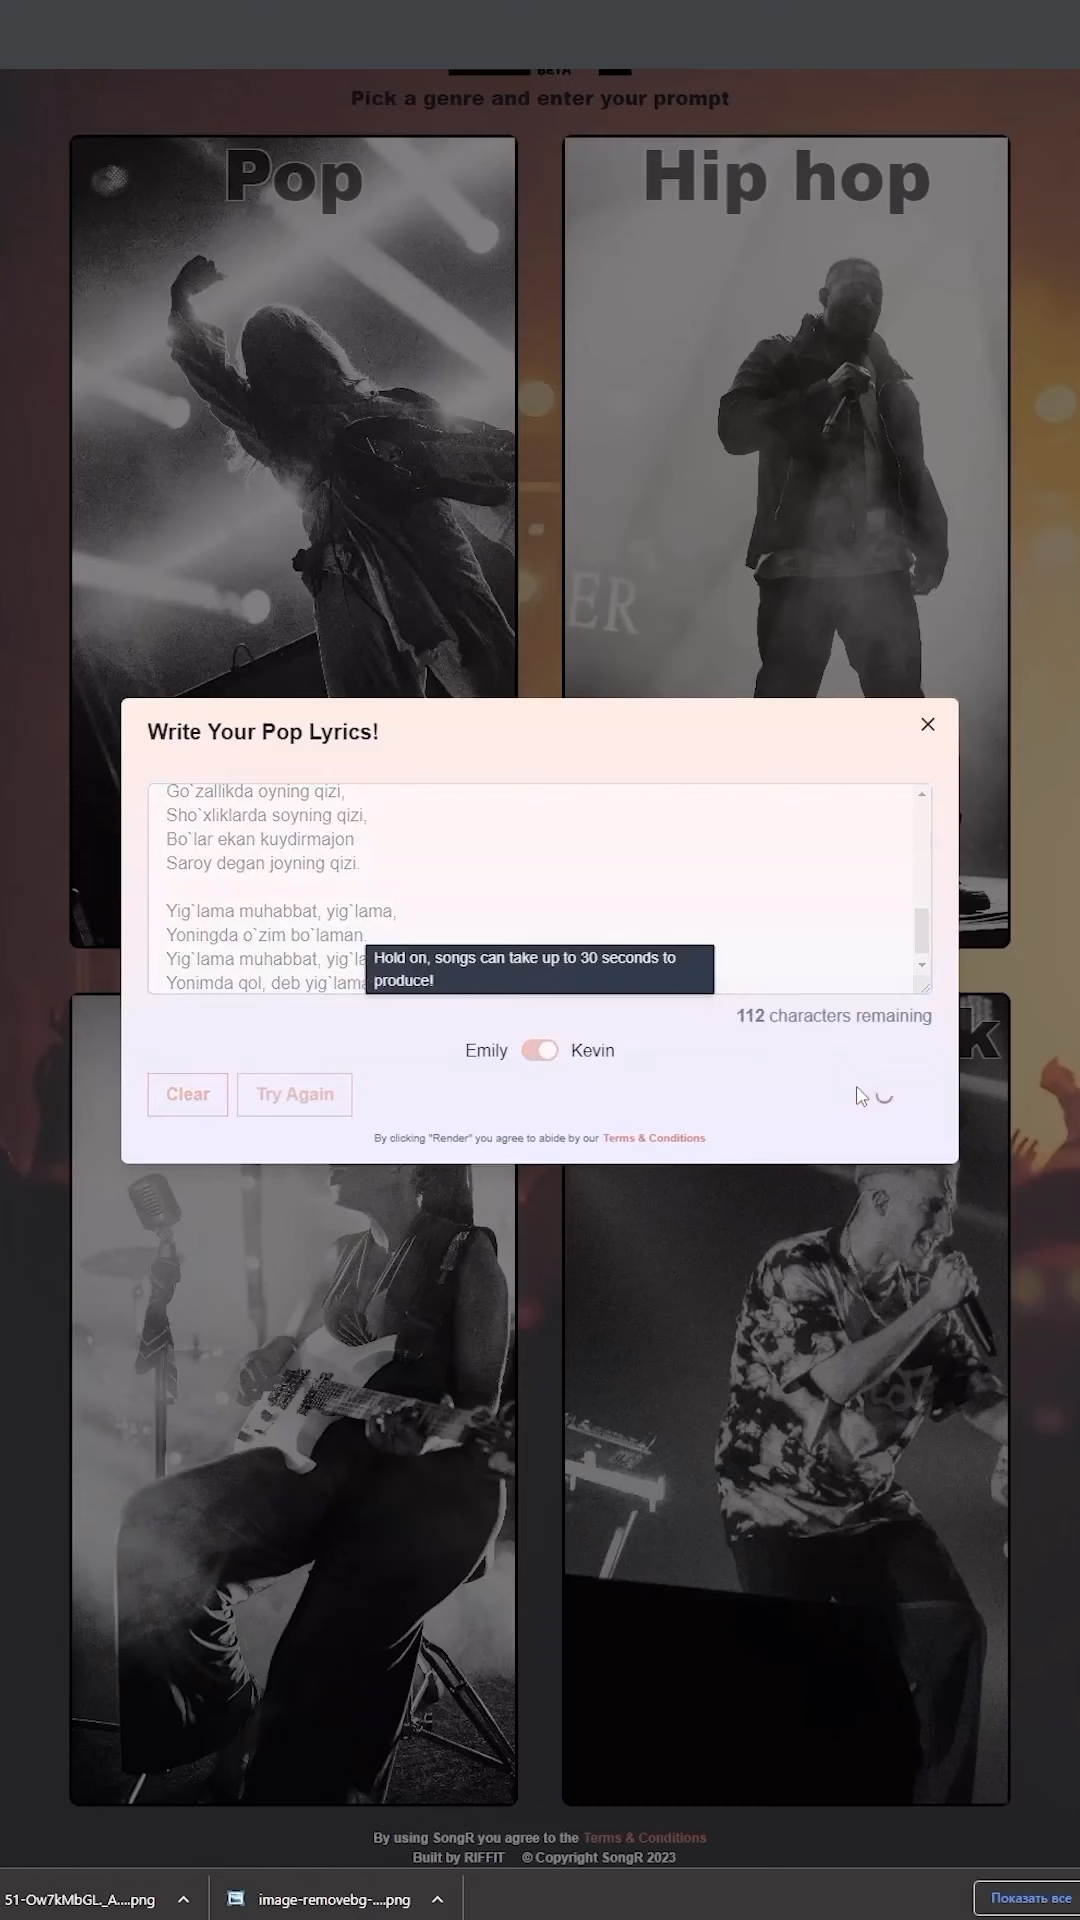 BETA
Pick a genre and enter your prompt
Pop
Hip hop
ER
Write Your Pop Lyrics!
Go`zallikda oyning qizi,
Sho`xliklarda soyning qizi,
Bo`lar ekan kuydirmajon
Saroy degan joyning qizi.
Yig`lama muhabbat, yig`lama,
Yoningda o`zim bo`laman.
Yig`lama muhabbat, yig`la
Hold on, songs can take up to 30 seconds to
produce!
Yonimda qol, deb yig`lama
112 characters remaining
Emily
Kevin
Clear
Try Again
By clicking "Render" you agree to abide by our Terms & Conditions
k
By using SongR you agree to the Terms & Conditions
Built by RIFFIT © Copyright SongR 2023
51-Ow7kMbGL._A....png
image-removebg-....png
Показать все